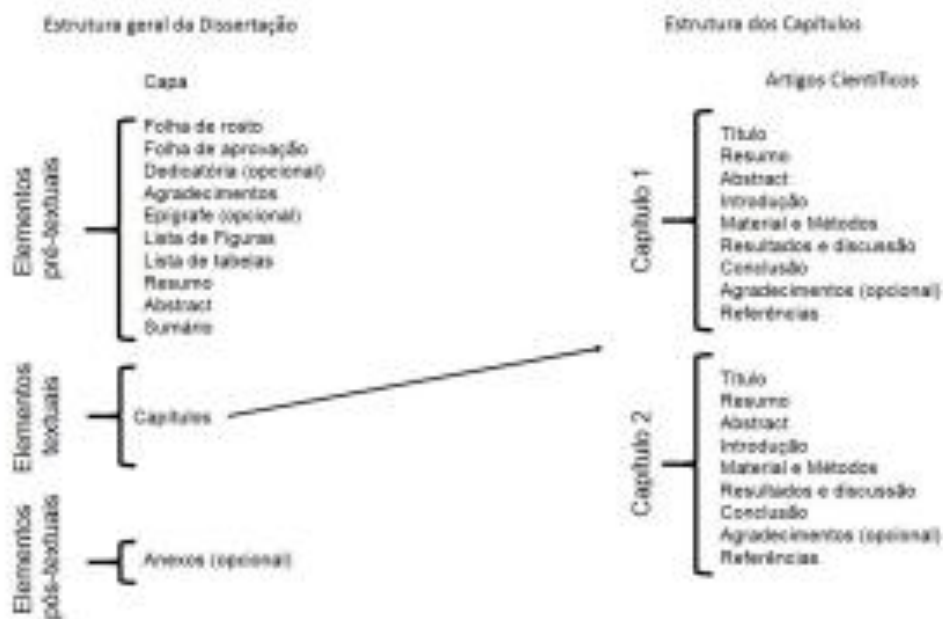 Estrutura geral da Dissertação
Capa
Elementos
pré-textuais
Folha de rosto
Folha de aprovação
Dedicatória (opcional)
Agradecimentos
Epígrafe (opcional)
Lista de Figuras
Lista de tabelas
Resumo
Abstract
Sumário
Elementos
textuais
Capítulos
Elementos
pós-textuais
Anexos (opcional)
Estrutura dos Capítulos
Artigos Científicos
Capítulo 1
Título
Resumo
Abstract
Introdução
Material e Métodos
Resultados e discussão
Conclusão
Agradecimentos (opcional)
Referências
Capítulo 2
Título
Resumo
Abstract
Introdução
Material e Métodos
Resultados e discussão
Conclusão
Agradecimentos (opcional)
Referências